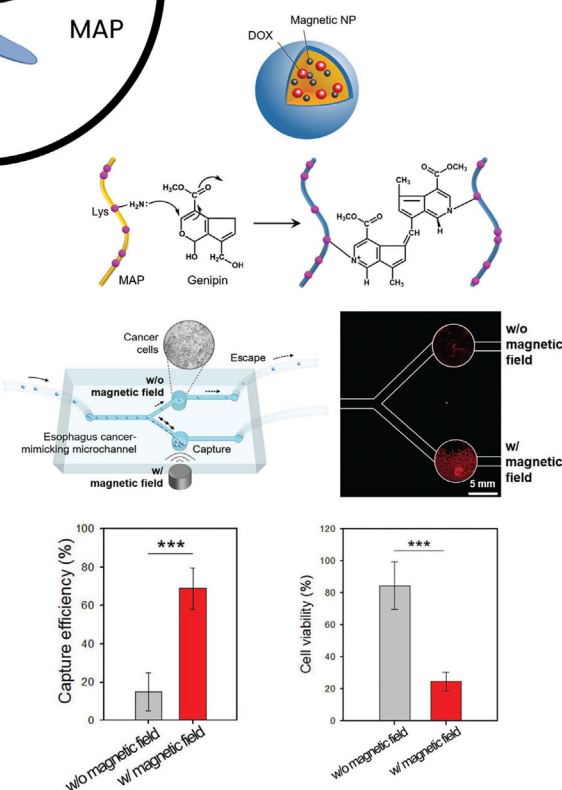 MAP
Magnetic NP
DOX
CH₃
O
OCH₃
H₃CO
O
Lys
H₂N:
H₃CO
O
N
H
CH
O
HO
H₂C
OH
N⁺
H
CH₃
MAP
Genipin
Cancer
cells
w/o
magnetic field
Escape
Esophagus cancer-
mimicking microchannel
Capture
w/
magnetic field
w/o
magnetic
field
w/
magnetic
field
5 mm
Capture efficiency (%)
100
80
60
40
20
0
***
w/o magnetic field
w/ magnetic field
Cell viability (%)
120
100
80
60
40
20
0
***
w/o magnetic field
w/ magnetic field